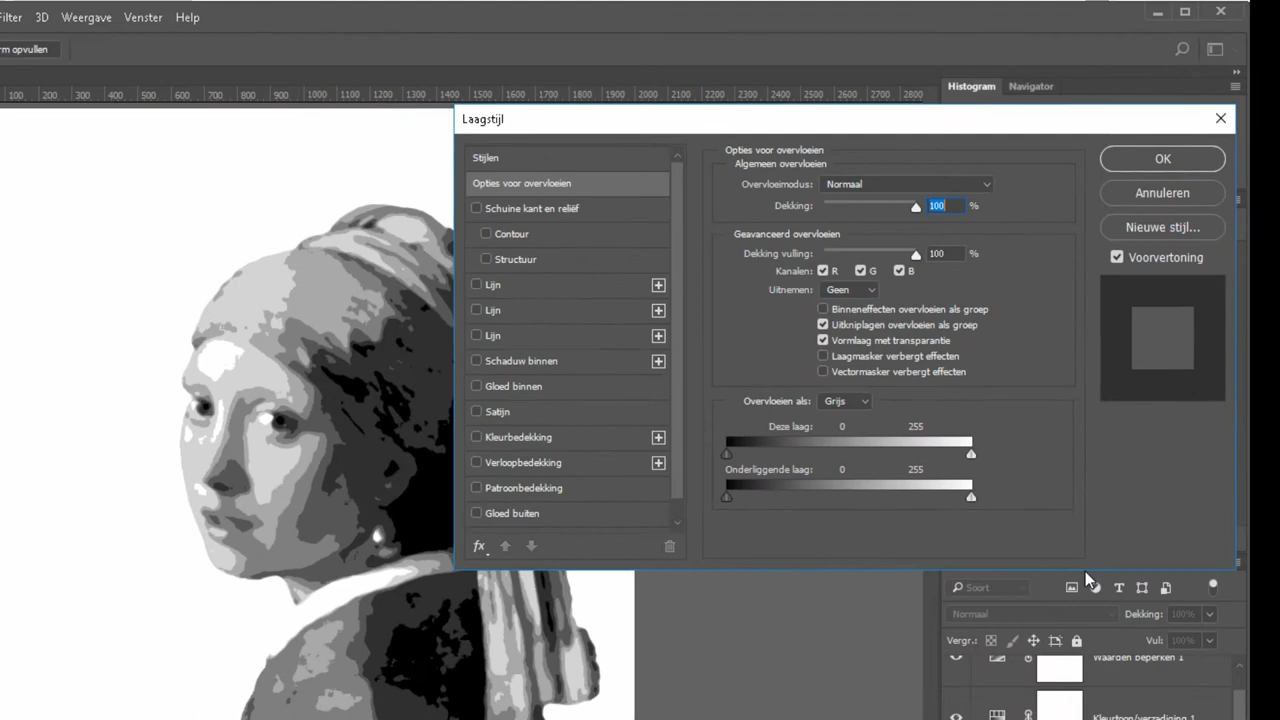 Filter 3D Weergave Venster Help
rm opvullen
100 200 300 400 500 600 700 800 900 1000 1100 1200 1300 1400 1500 1600 1700 1800 1900 2000 2100 2200 2300 2400 2500 2600 2700 2800
Histogram Navigator
Laagstijl
Stijlen
Opties voor overvloeien
Schuine kant en reliëf
Contour
Structuur
Lijn
Lijn
Lijn
Schaduw binnen
Gloed binnen
Satijn
Kleurbedekking
Verloopbedekking
Patroonbedekking
Gloed buiten
fx
Opties voor overvloeien
Algemeen overvloeien
Overvloeimodus: Normaal
Dekking: 100 %
Geavanceerd overvloeien
Dekking vulling: 100 %
Kanalen: R G B
Uitnemen: Geen
Binneneffecten overvloeien als groep
Uitkniplagen overvloeien als groep
Vormlaag met transparantie
Laagmasker verbergt effecten
Vectormasker verbergt effecten
Overvloeien als: Grijs
Deze laag: 0 255
Onderliggende laag: 0 255
OK
Annuleren
Nieuwe stijl...
Voorvertoning
Soort
Normaal Dekking: 100%
Vergr.: Vul: 100%
Waarden beperken 1
Kleurtoon/verzadiging 1